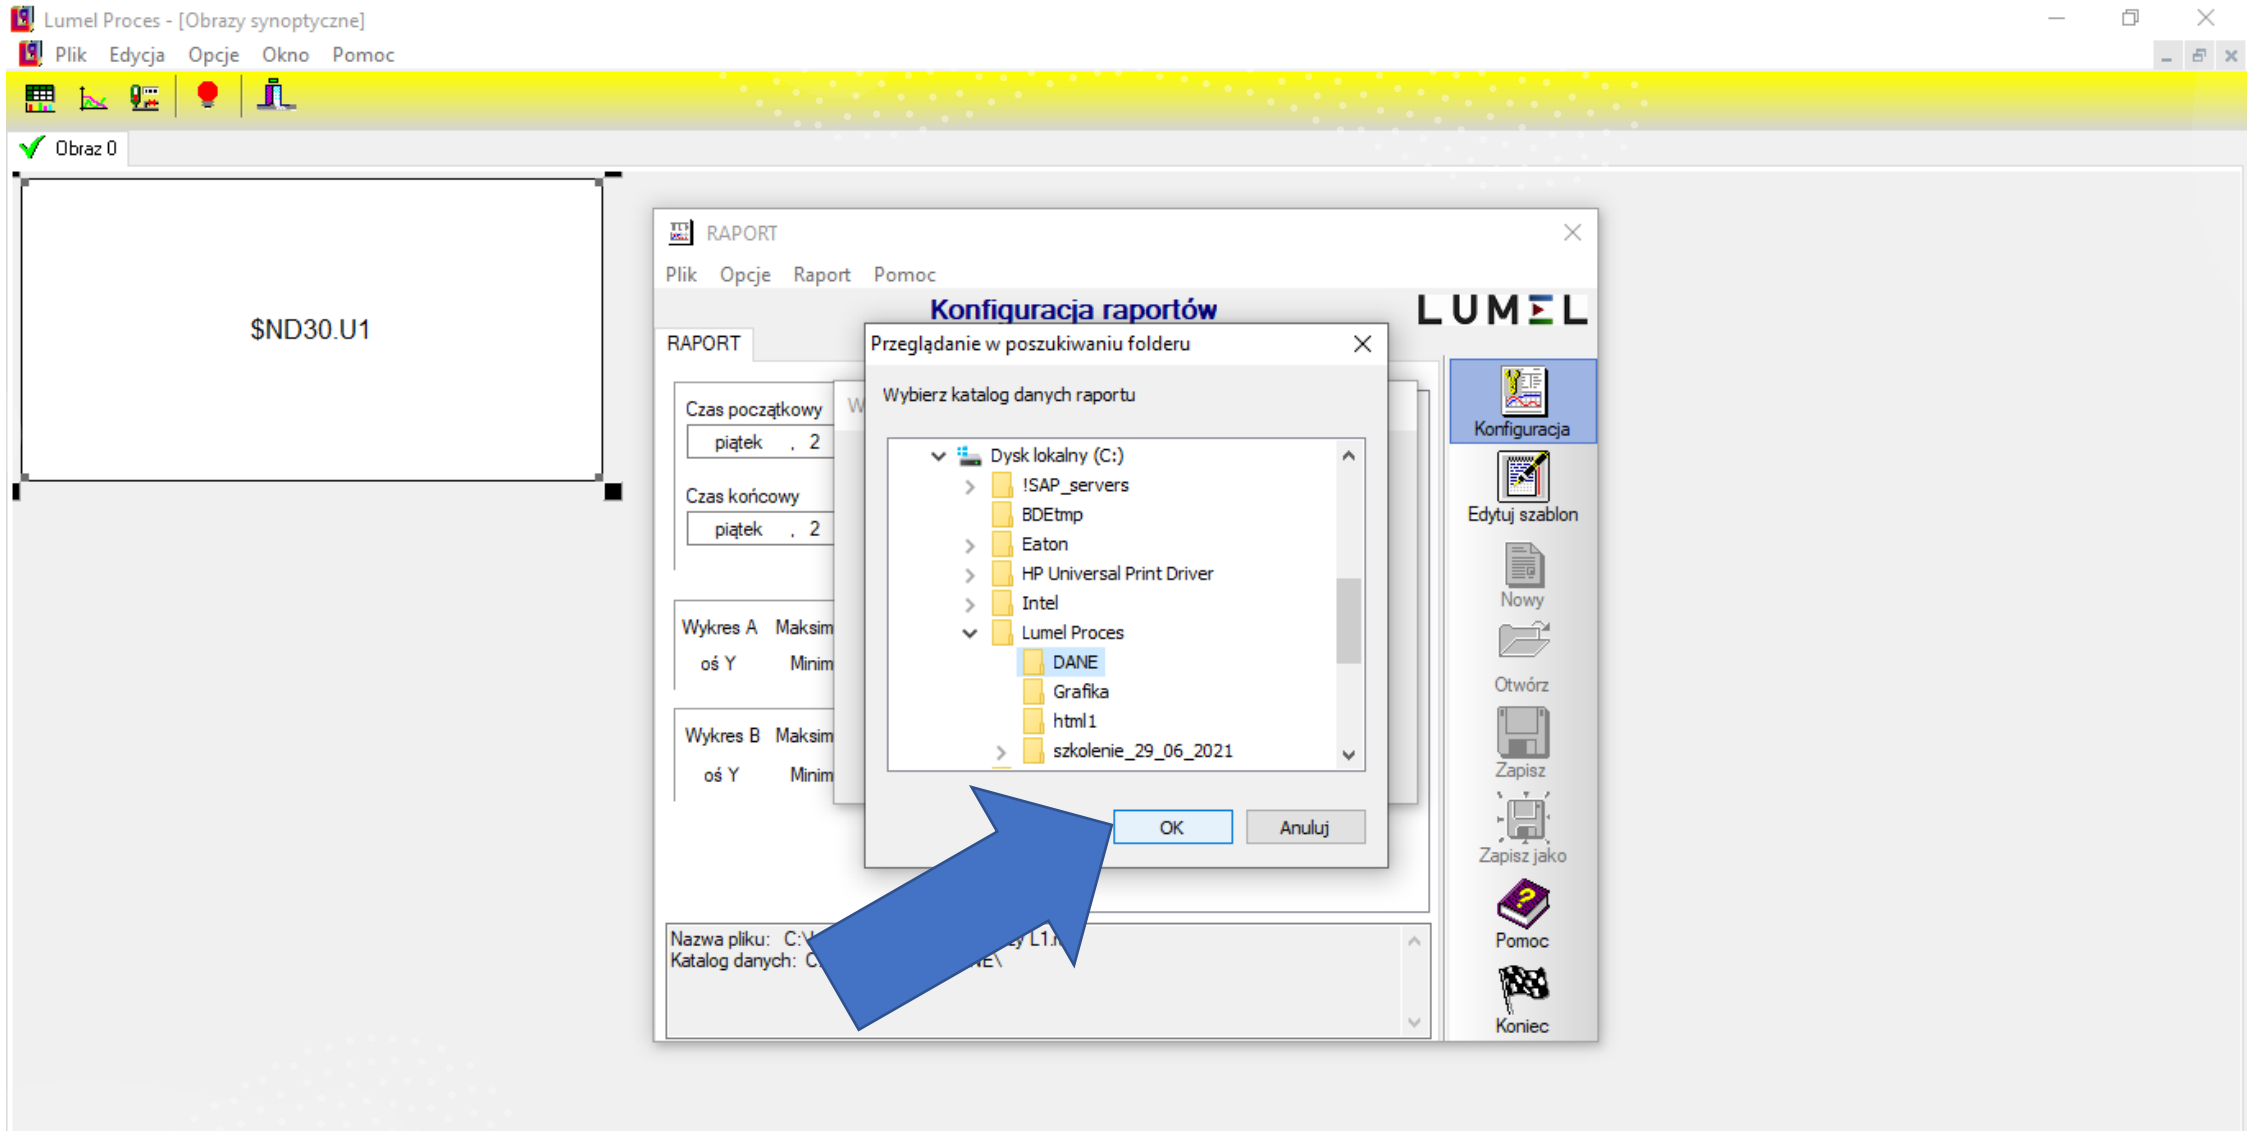 Lumel Proces - [Obrazy synoptyczne]
Plik Edycja Opcje Okno Pomoc
Obraz 0
$ND30.U1
RAPORT
Plik Opcje Raport Pomoc
Konfiguracja raportów
LUMEL
RAPORT
Czas początkowy
piątek , 2
Czas końcowy
piątek , 2
Wykres A Maksim
oś Y Minim
Wykres B Maksim
oś Y Minim
W
Przeglądanie w poszukiwaniu folderu
Wybierz katalog danych raportu
Dysk lokalny (C:)
!SAP_servers
BDEtmp
Eaton
HP Universal Print Driver
Intel
Lumel Proces
DANE
Grafika
html1
szkolenie_29_06_2021
OK Anuluj
Nazwa pliku: C:\ L1.
Katalog danych: C: \
Konfiguracja
Edytuj szablon
Nowy
Otwórz
Zapisz
Zapisz jako
Pomoc
Koniec